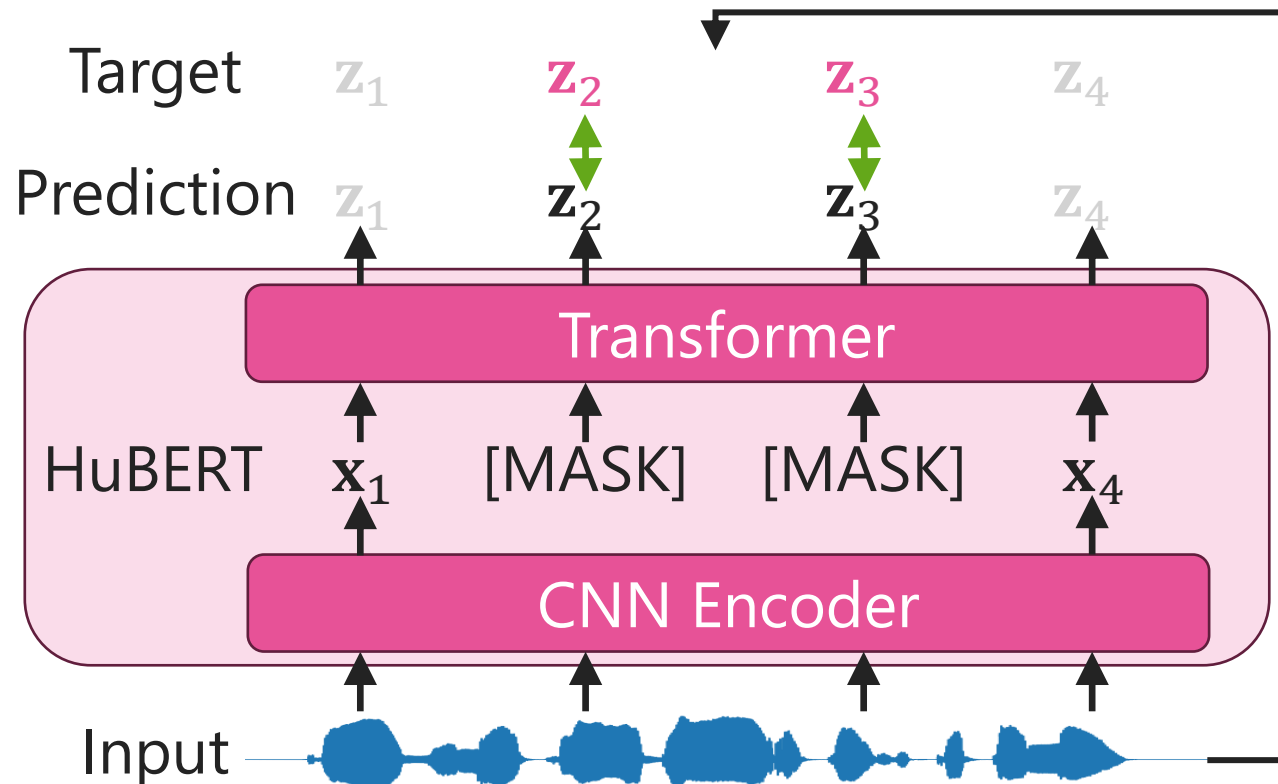 Target z₁ z₂ z₃ z₄
Prediction z₁ z₂ z₃ z₄
Transformer
HuBERT x₁ [MASK] [MASK] x₄
CNN Encoder
Input